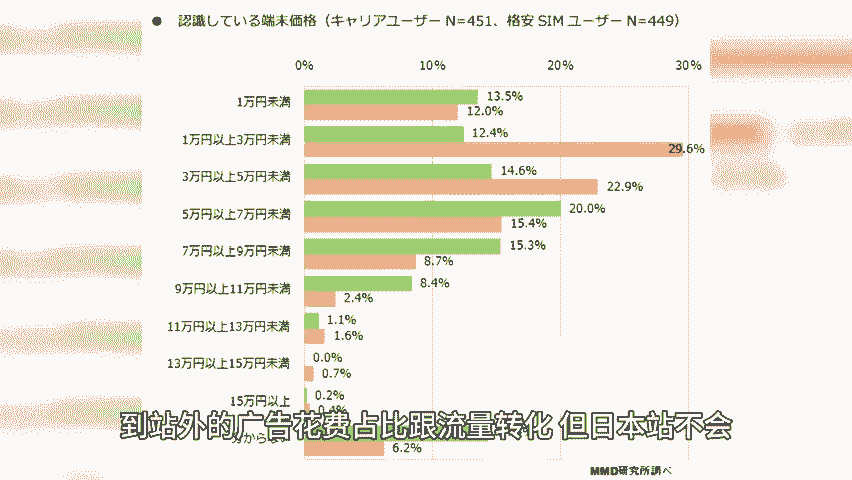 ● 認識している端末価格（キャリアユーザー N=451、格安 SIM ユーザー N=449）
0% 10% 20% 30%
1万円未満 13.5%
12.0%
1万円以上3万円未満 12.4%
29.6%
3万円以上5万円未満 14.6%
22.9%
5万円以上7万円未満 20.0%
15.4%
7万円以上9万円未満 15.3%
8.7%
9万円以上11万円未満 8.4%
2.4%
11万円以上13万円未満 1.1%
1.6%
13万円以上15万円未満 0.0%
0.7%
15万円以上 0.2%
0.4%
到站外的广告花费占比跟流量转化 但日本站不会
6.2%
MMD研究所調べ